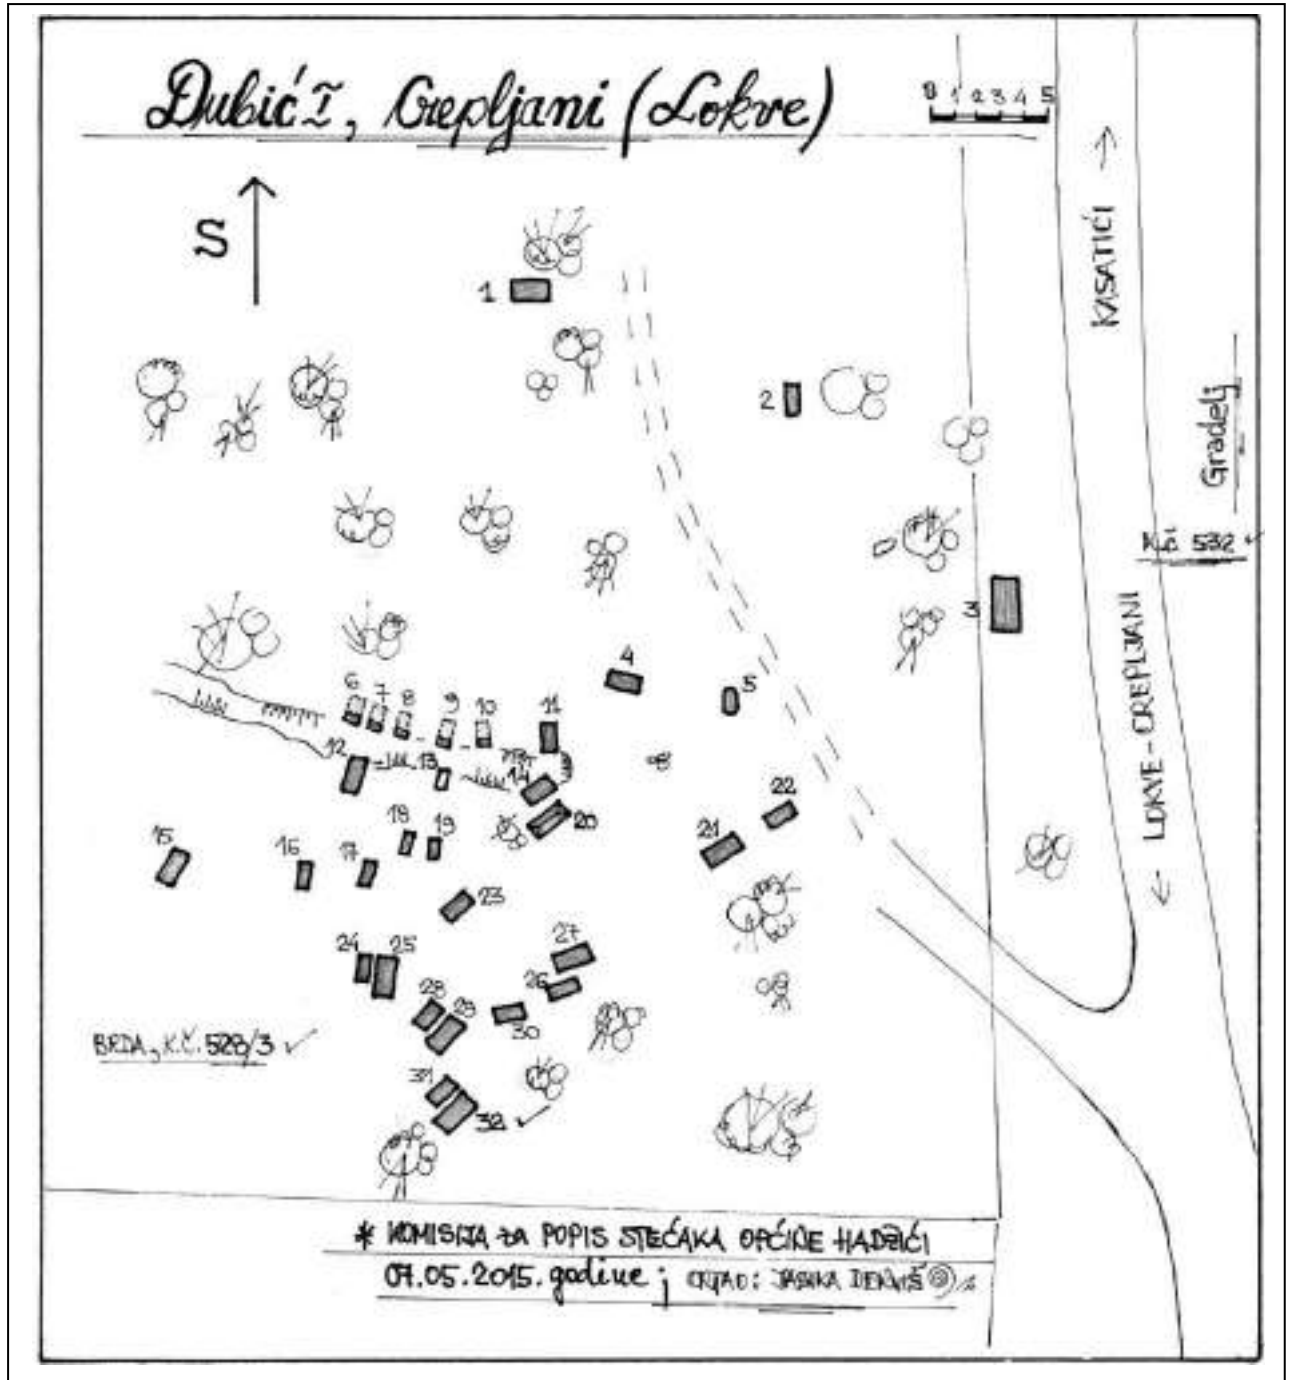 Dubić I, Crepljani (Lokve)
0 1 2 3 4 5
S
KASATIĆI
1
2
Gradelj
K.č. 532
3
LOKVE-CREPLJANI
4
5
6 7 8 9 10 11
12 13 14
22
18 19 20 21
15 16 17
23
24 25 27
26
28 29 30
BRDA, K.Č. 528/3
31
32
* KOMISIJA za POPIS STEĆAKA OPĆINE HADŽIĆI
07.05.2015. godine; CRTAO: